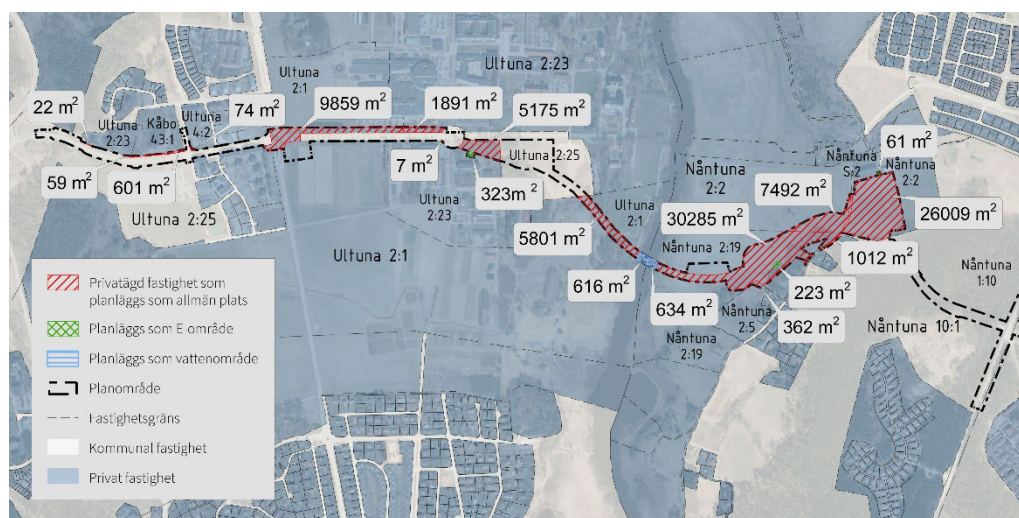 Ultuna 2:23
Ultuna
2:1
22 m²
Ultuna
2:23
Kåbo
43:1
Ultuna
4:2
74 m²
9859 m²
1891 m²
5175 m²
59 m²
601 m²
Ultuna 2:25
7 m²
323m²
Ultuna 2:25
Ultuna
2:23
Ultuna 2:1
5801 m²
Ultuna
2:1
616 m²
634 m²
Nåntuna
2:2
30285 m²
7492 m²
Nåntuna
S:2
61 m²
Nåntuna
2:2
26009 m²
Nåntuna 2:19
1012 m²
223 m²
362 m²
Nåntuna
2:5
Nåntuna
2:19
Nåntuna
1:10
Nåntuna 10:1
Privatägd fastighet som
planläggs som allmän plats
Planläggs som E-område
Planläggs som vattenområde
Planområde
Fastighetsgräns
Kommunal fastighet
Privat fastighet